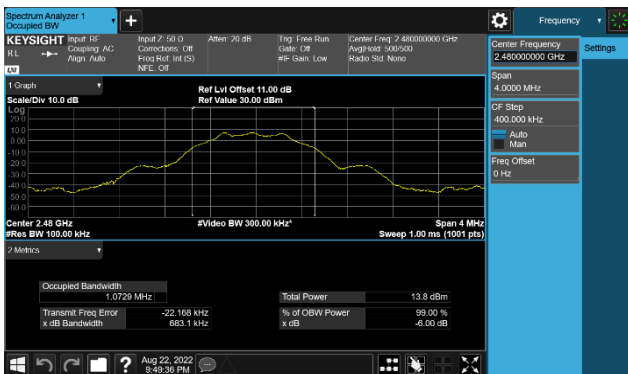 Spectrum Analyzer 1
Occupied BW
Frequency
KEYSIGHT Input: RF Input Z: 50 Ω Atten: 20 dB Trig: Free Run Center Freq: 2.480000000 GHz
RL Coupling: AC Corrections: Off Gate: Off Avg|Hold: 500/500
Align: Auto Freq Ref: Int (S) #IF Gain: Low Radio Std: None
LXI NFE: Off
Center Frequency
2.480000000 GHz
Settings
Span
4.0000 MHz
CF Step
400.000 kHz
Auto
Man
Freq Offset
0 Hz
1 Graph
Ref Lvl Offset 11.00 dB
Scale/Div 10.0 dB Ref Value 30.00 dBm
Log
20.0
10.0
0.00
-10.0
-20.0
-30.0
-40.0
-50.0
-60.0
Center 2.48 GHz #Video BW 300.00 kHz* Span 4 MHz
#Res BW 100.00 kHz Sweep 1.00 ms (1001 pts)
2 Metrics
Occupied Bandwidth
1.0729 MHz Total Power 13.8 dBm
Transmit Freq Error -22.168 kHz % of OBW Power 99.00 %
x dB Bandwidth 683.1 kHz x dB -6.00 dB
? Aug 22, 2022
9:49:36 PM